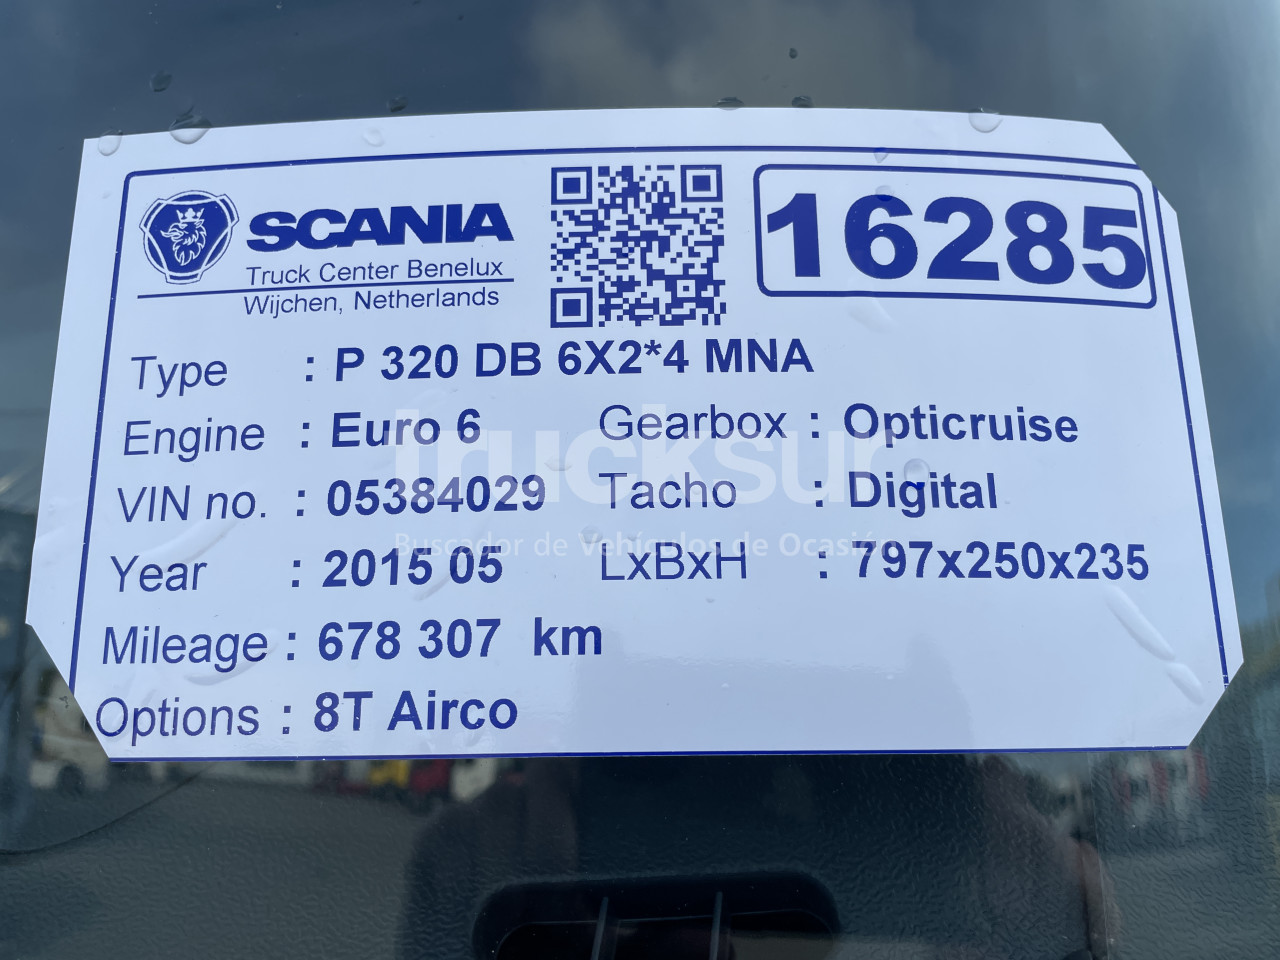 SCANIA
Truck Center Benelux
Wijchen, Netherlands
16285
Type : P 320 DB 6X2*4 MNA
Engine : Euro 6 Gearbox : Opticruise
VIN no. : 05384029 Tacho : Digital
Year : 2015 05 LxBxH : 797x250x235
Mileage : 678 307 km
Options : 8T Airco
trucksur
Buscador de Vehículos de Ocasión